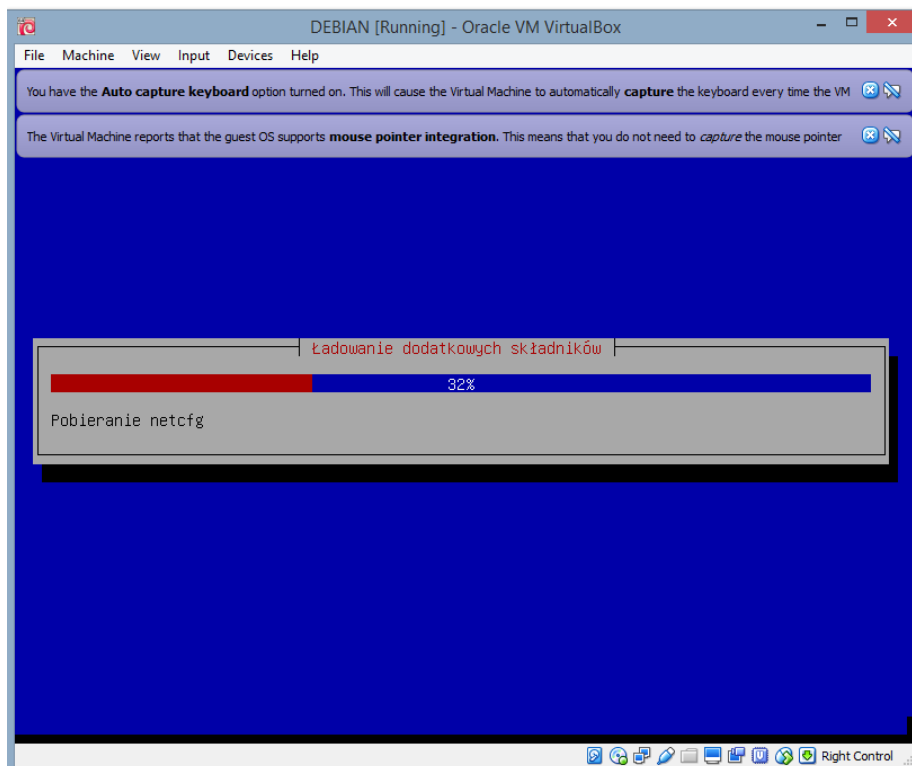 DEBIAN [Running] - Oracle VM VirtualBox
File Machine View Input Devices Help
You have the Auto capture keyboard option turned on. This will cause the Virtual Machine to automatically capture the keyboard every time the VM
The Virtual Machine reports that the guest OS supports mouse pointer integration. This means that you do not need to capture the mouse pointer
Ładowanie dodatkowych składników
32%
Pobieranie netcfg
Right Control